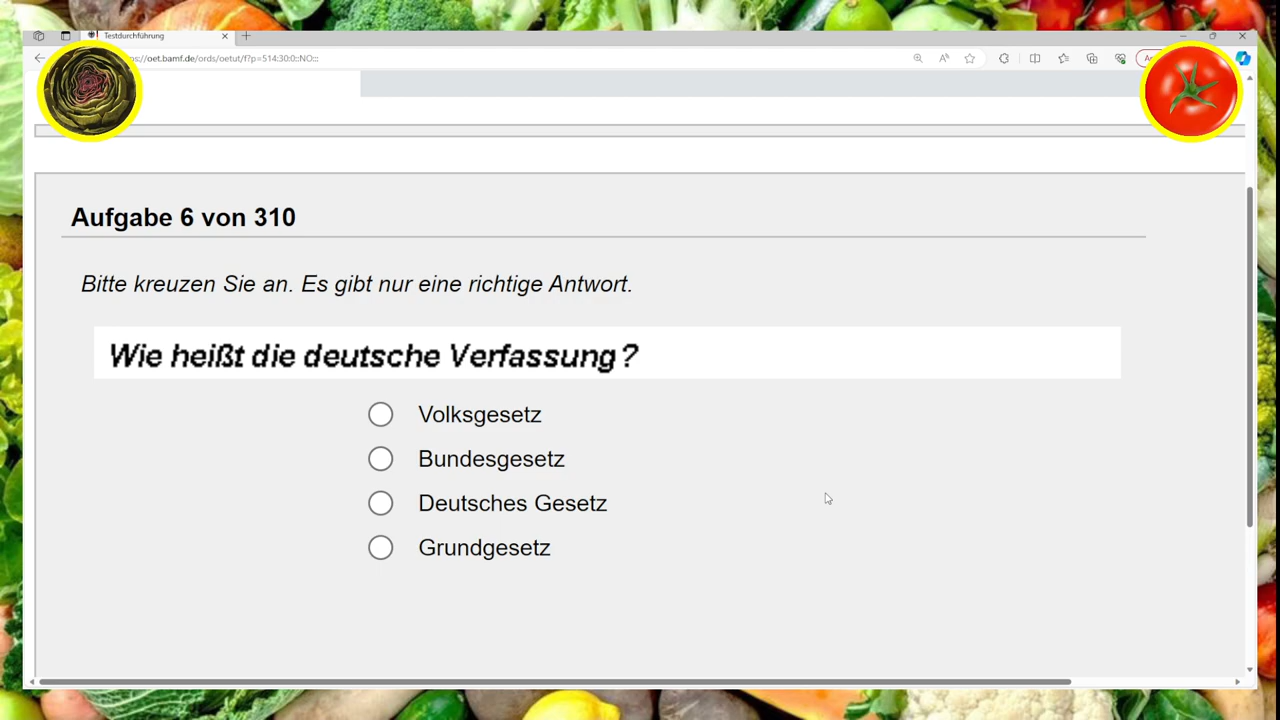 Testdurchführung
oet.bamf.de/ords/oetut/f?p=514:30:0::NO:::
Aufgabe 6 von 310
Bitte kreuzen Sie an. Es gibt nur eine richtige Antwort.
Wie heißt die deutsche Verfassung?
Volksgesetz
Bundesgesetz
Deutsches Gesetz
Grundgesetz